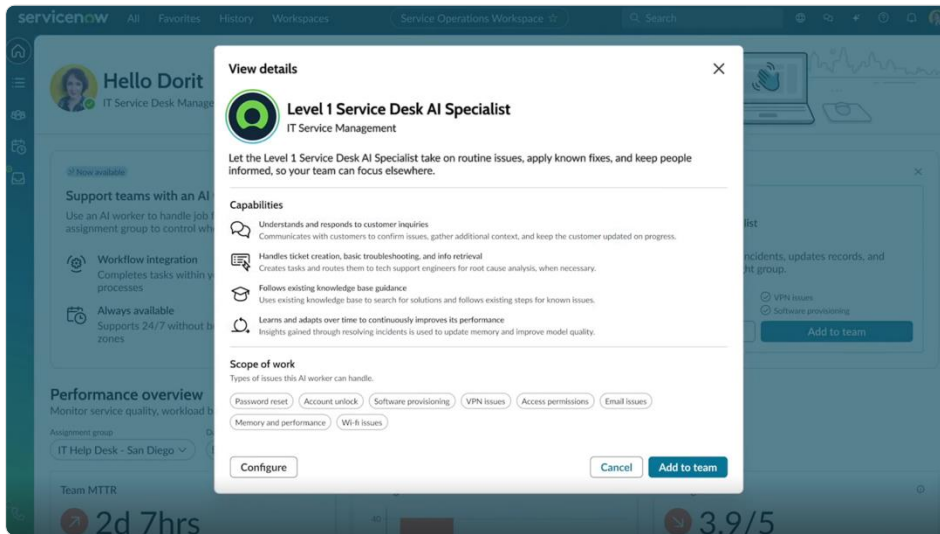 servicenow All Favorites History Workspaces Service Operations Workspace Search
Hello Dorit
IT Service Desk Manage
Now available
Support teams with an AI
Use an AI worker to handle job
assignment group to control wh
Workflow integration
Completes tasks within y
processes
Always available
Supports 24/7 without b
zones
Performance overview
Monitor service quality, workload b
Assignment group
IT Help Desk - San Diego
Team MTTR
2d 7hrs
View details
Level 1 Service Desk AI Specialist
IT Service Management
Let the Level 1 Service Desk AI Specialist take on routine issues, apply known fixes, and keep people
informed, so your team can focus elsewhere.
Capabilities
Understands and responds to customer inquiries
Communicates with customers to confirm issues, gather additional context, and keep the customer updated on progress.
Handles ticket creation, basic troubleshooting, and info retrieval
Creates tasks and routes them to tech support engineers for root cause analysis, when necessary.
Follows existing knowledge base guidance
Uses existing knowledge base to search for solutions and follows existing steps for known issues.
Learns and adapts over time to continuously improves its performance
Insights gained through resolving incidents is used to update memory and improve model quality.
Scope of work
Types of issues this AI worker can handle.
Password reset Account unlock Software provisioning VPN issues Access permissions Email issues
Memory and performance Wi-fi issues
Configure Cancel Add to team
list
ncidents, updates records, and
ht group.
VPN issues
Software provisioning
Add to team
40
3.9/5